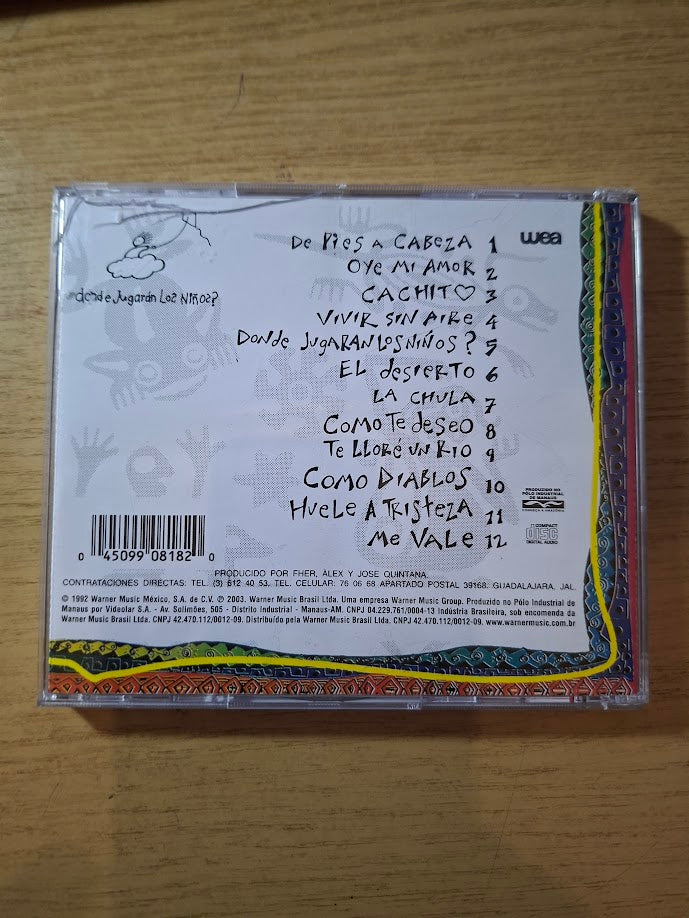 wea
dondeJugarán Los Niños?
De Pies a CABEZA 1
OYE MI AMOR 2
CACHITO 3
VIVIR SIN AIRE 4
DONDE JUGARAN LOS NIÑOS? 5
EL desierto 6
LA CHULA 7
COMO Te deseo 8
Te LLORÉ UN RIO 9
COMO DIABLOS 10
HUELE A TRISTEZA 11
Me VALE 12
PRODUZIDO NO
PÓLO INDUSTRIAL
DE MANAUS
CONHEÇA A AMAZÔNIA
COMPACT
disc
DIGITAL AUDIO
0 45099 08182 0
PRODUCIDO POR FHER, ALEX Y JOSE QUINTANA.
CONTRATACIONES DIRECTAS: TEL. (3) 612 40 53, TEL. CELULAR: 76 06 68 APARTADO POSTAL 39168. GUADALAJARA, JAL.
© 1992 Warner Music México, S.A. de C.V. ℗ 2003. Warner Music Brasil Ltda. Uma empresa Warner Music Group. Produzido no Pólo Industrial de
Manaus por Videolar S.A. - Av. Solimões, 505 - Distrito Industrial - Manaus-AM. CNPJ 04.229.761/0004-13 Indústria Brasileira, sob encomenda da
Warner Music Brasil Ltda. CNPJ 42.470.112/0012-09. Distribuído pela Warner Music Brasil Ltda. CNPJ 42.470.112/0012-09. www.warnermusic.com.br